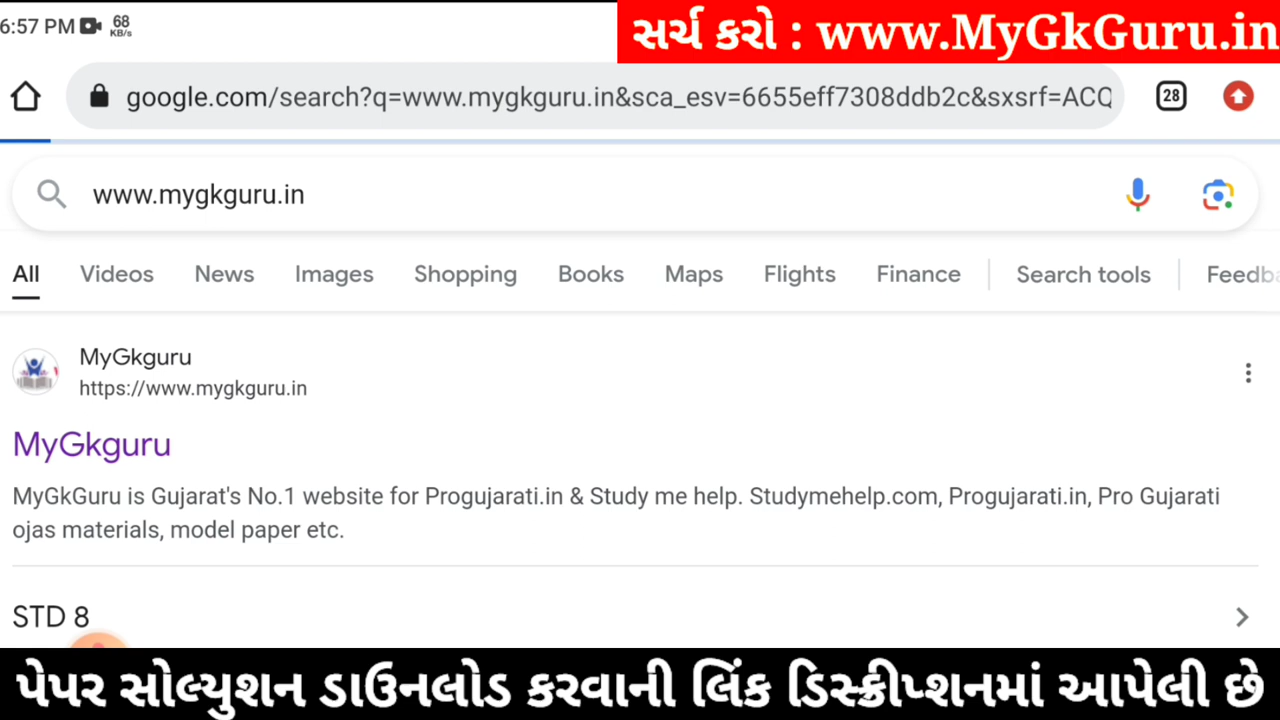 6:57 PM 68 KB/s
સર્ચ કરો : www.MyGkGuru.in
google.com/search?q=www.mygkguru.in&sca_esv=6655eff7308ddb2c&sxsrf=ACQ
28
www.mygkguru.in
All Videos News Images Shopping Books Maps Flights Finance Search tools Feedba
MyGkguru
https://www.mygkguru.in
MyGkguru
MyGkGuru is Gujarat's No.1 website for Progujarati.in & Study me help. Studymehelp.com, Progujarati.in, Pro Gujarati
ojas materials, model paper etc.
STD 8
પેપર સોલ્યુશન ડાઉનલોડ કરવાની લિંક ડિસ્ક્રીપ્શનમાં આપેલી છે